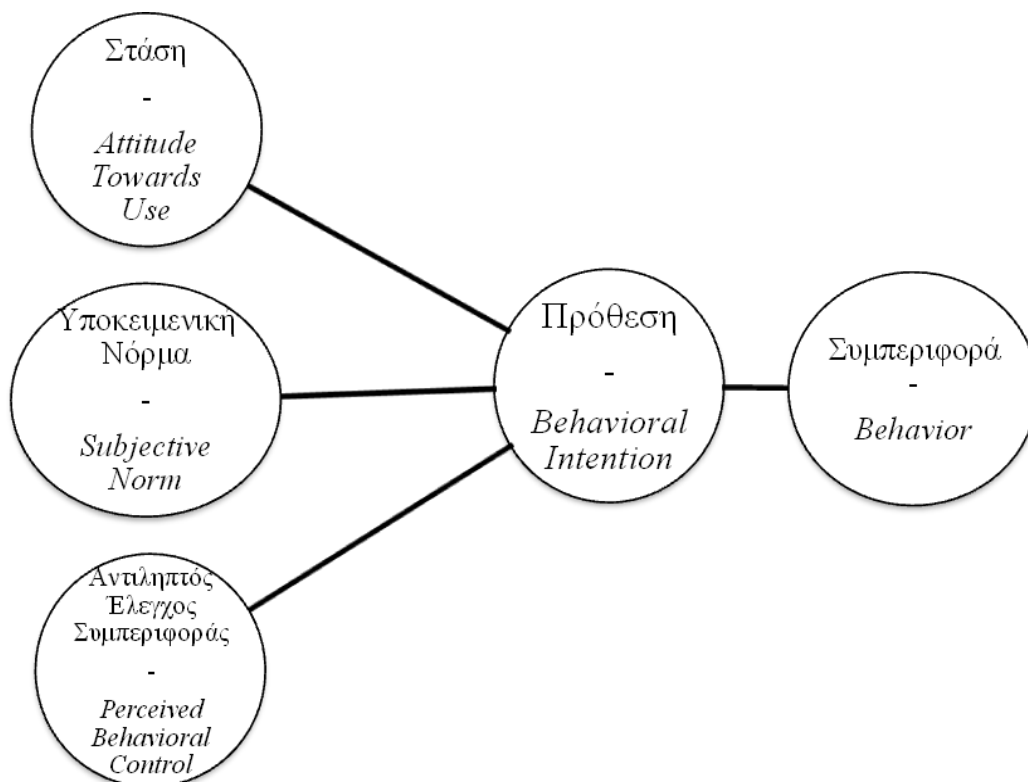 Στάση
-
Attitude
Towards
Use
Υποκειμενική
Νόρμα
-
Subjective
Norm
Αντιληπτός
Έλεγχος
Συμπεριφοράς
-
Perceived
Behavioral
Control
Πρόθεση
-
Behavioral
Intention
Συμπεριφορά
-
Behavior